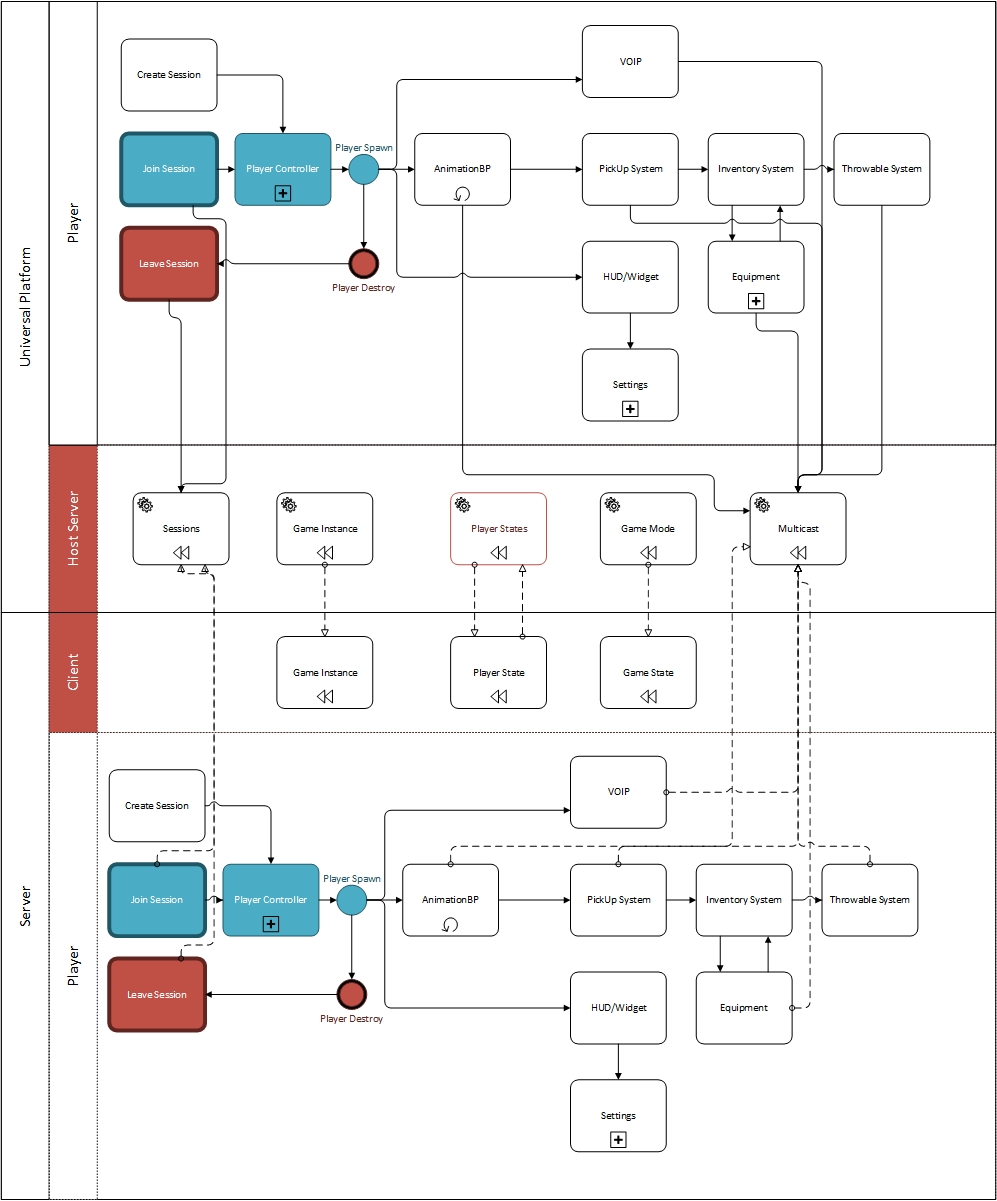 Universal Platform
Player
Create Session
VOIP
Join Session
Player Controller
Player Spawn
AnimationBP
PickUp System
Inventory System
Throwable System
Leave Session
Player Destroy
HUD/Widget
Equipment
Settings
Host Server
Sessions
Game Instance
Player States
Game Mode
Multicast
Client
Game Instance
Player State
Game State
Server
Player
Create Session
VOIP
Join Session
Player Controller
Player Spawn
AnimationBP
PickUp System
Inventory System
Throwable System
Leave Session
Player Destroy
HUD/Widget
Equipment
Settings